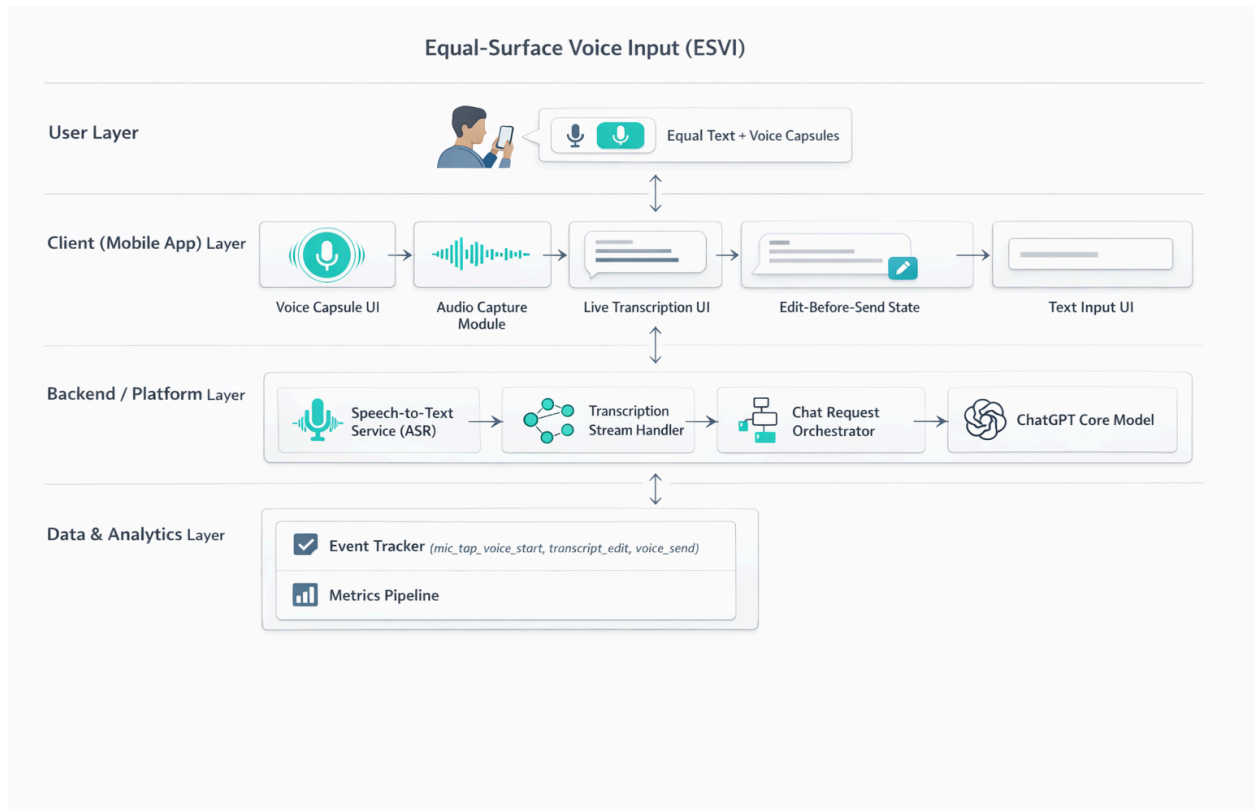 Equal-Surface Voice Input (ESVI)
User Layer
Equal Text + Voice Capsules
Client (Mobile App) Layer
Voice Capsule UI
Audio Capture
Module
Live Transcription UI
Edit-Before-Send State
Text Input UI
Backend / Platform Layer
Speech-to-Text
Service (ASR)
Transcription
Stream Handler
Chat Request
Orchestrator
ChatGPT Core Model
Data & Analytics Layer
Event Tracker (mic_tap_voice_start, transcript_edit, voice_send)
Metrics Pipeline